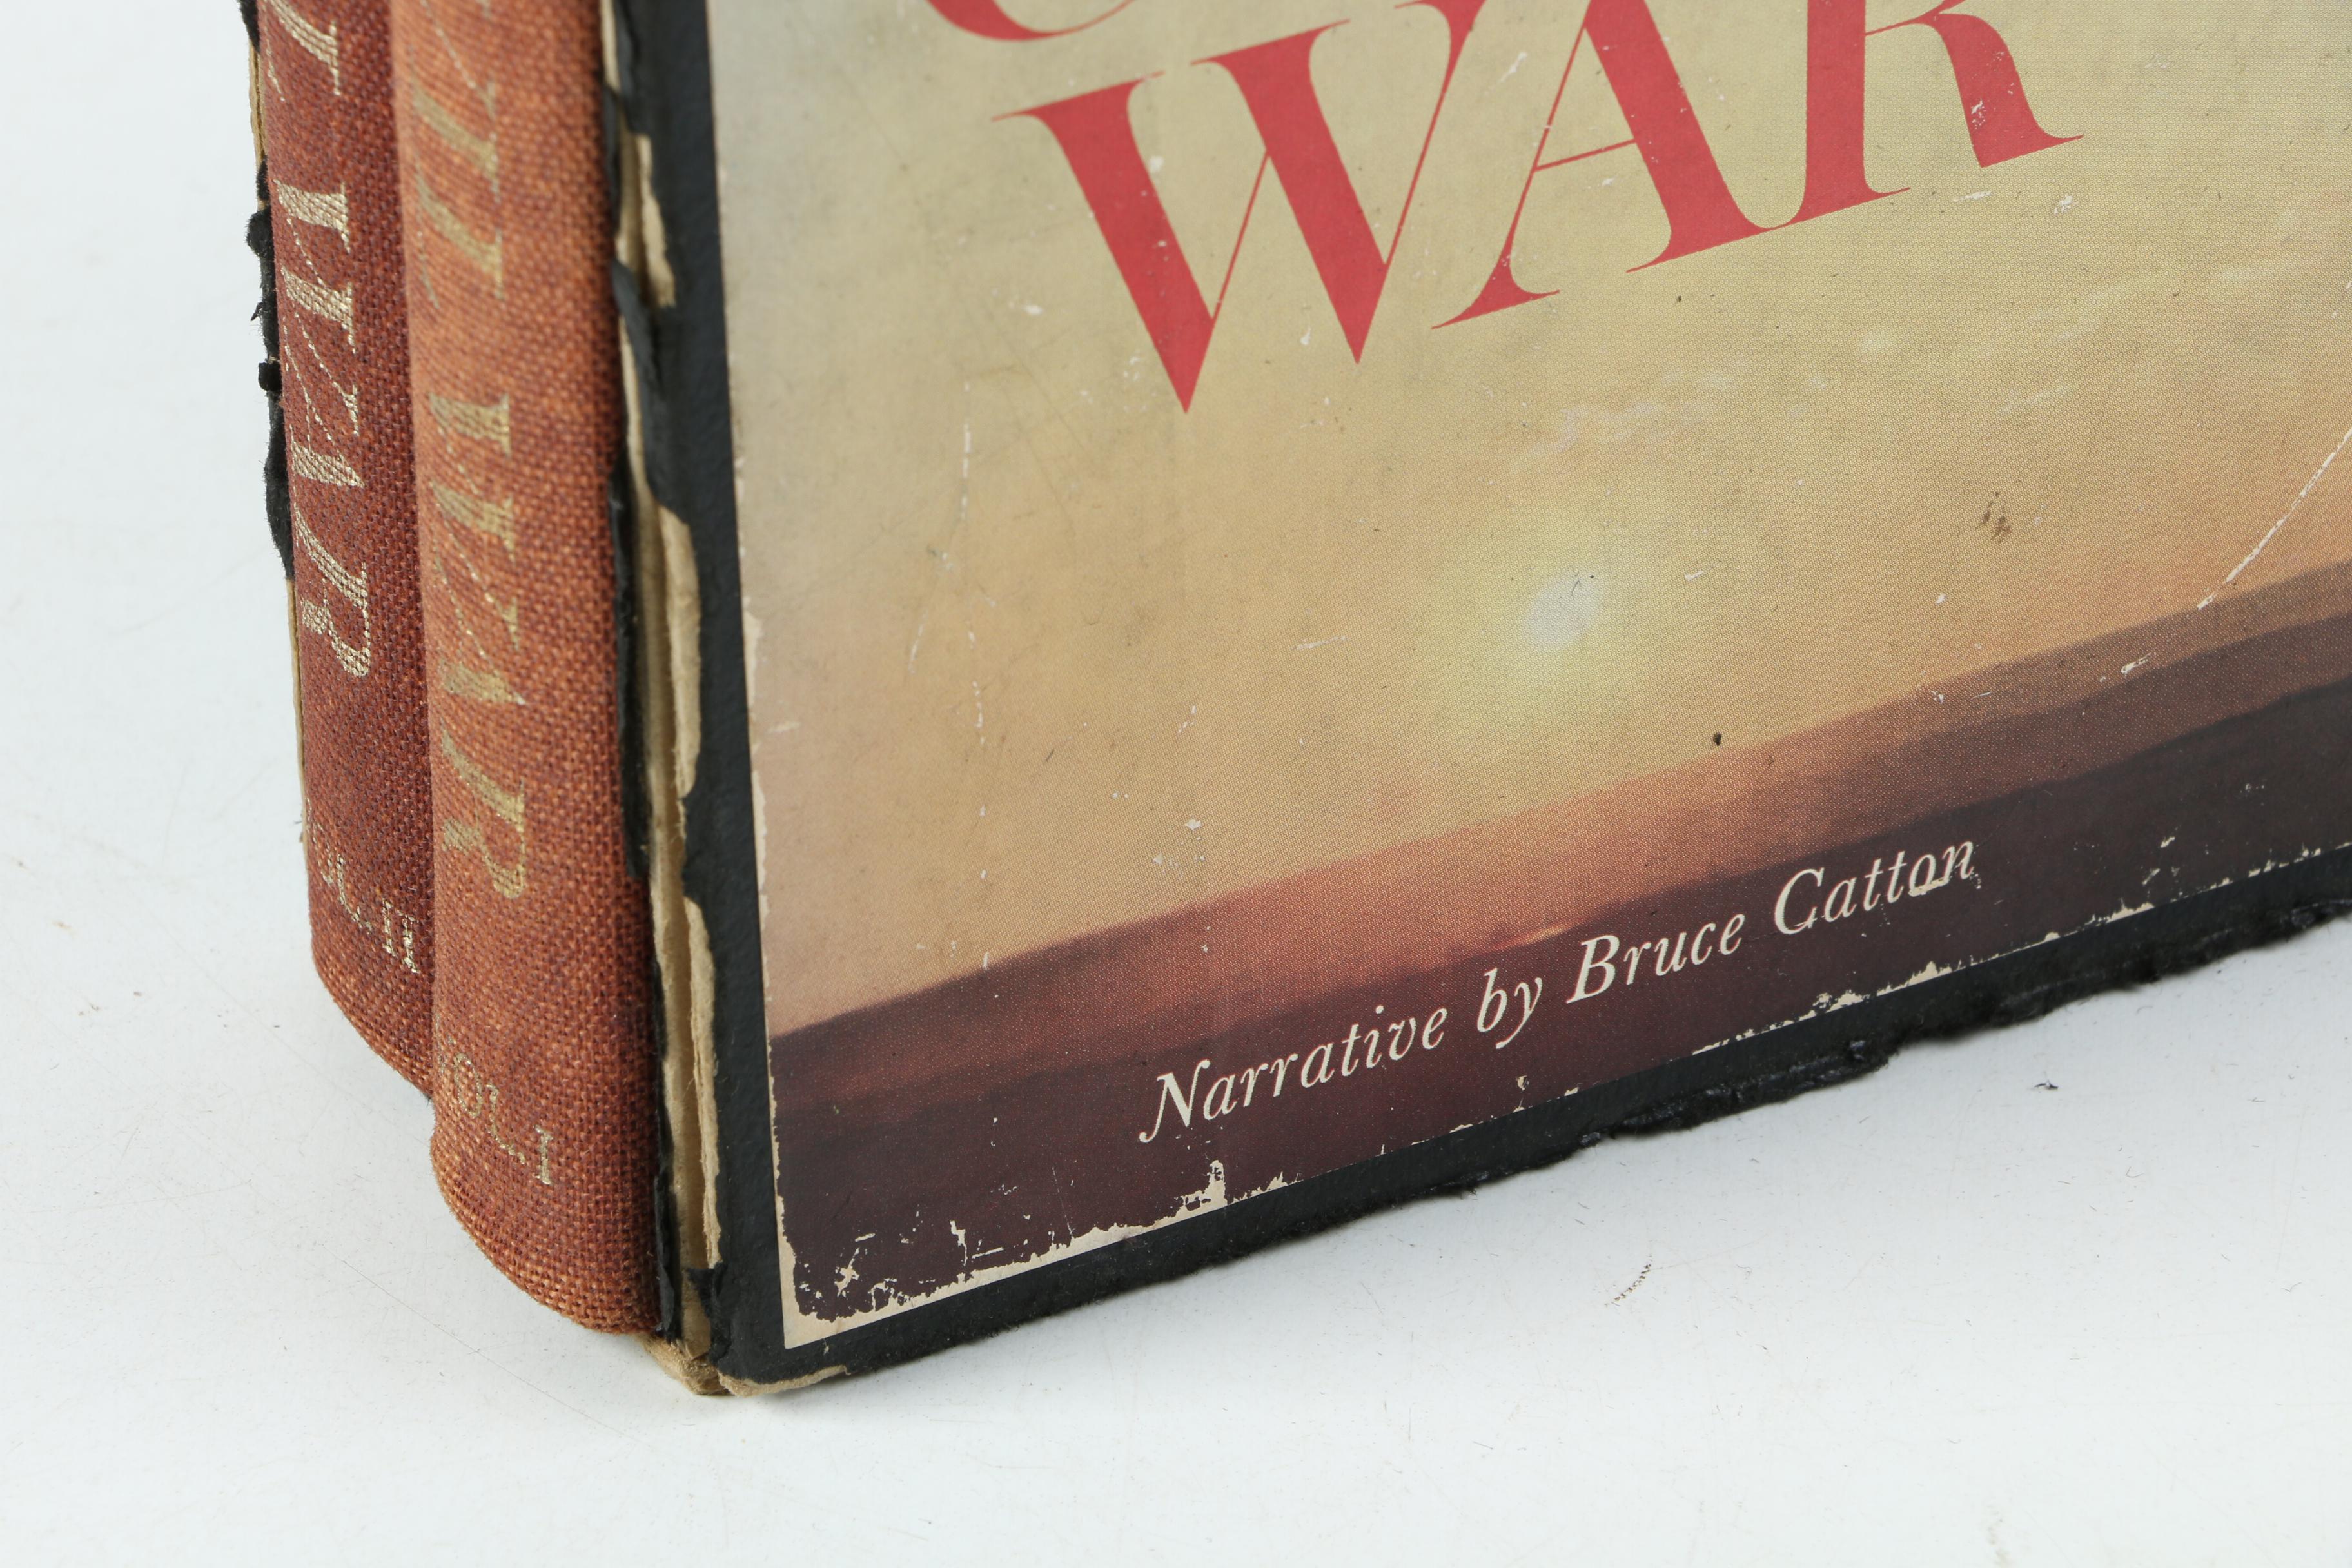 WAR
Narrative by Bruce Catton
WAR
VOL II
WAR
VOL I